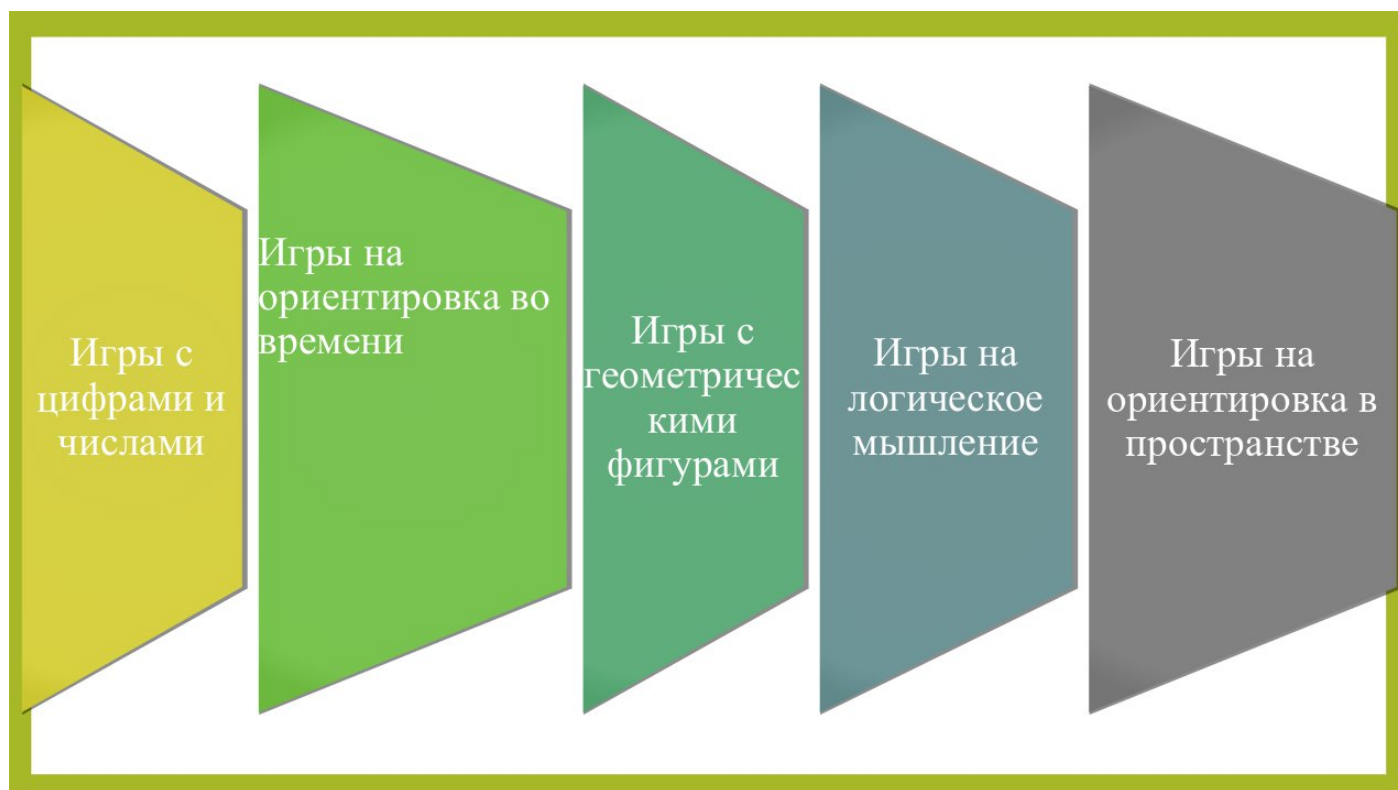 Игры с
цифрами и
числами
Игры на
ориентировка во
времени
Игры с
геометричес
кими
фигурами
Игры на
логическое
мышление
Игры на
ориентировка в
пространстве